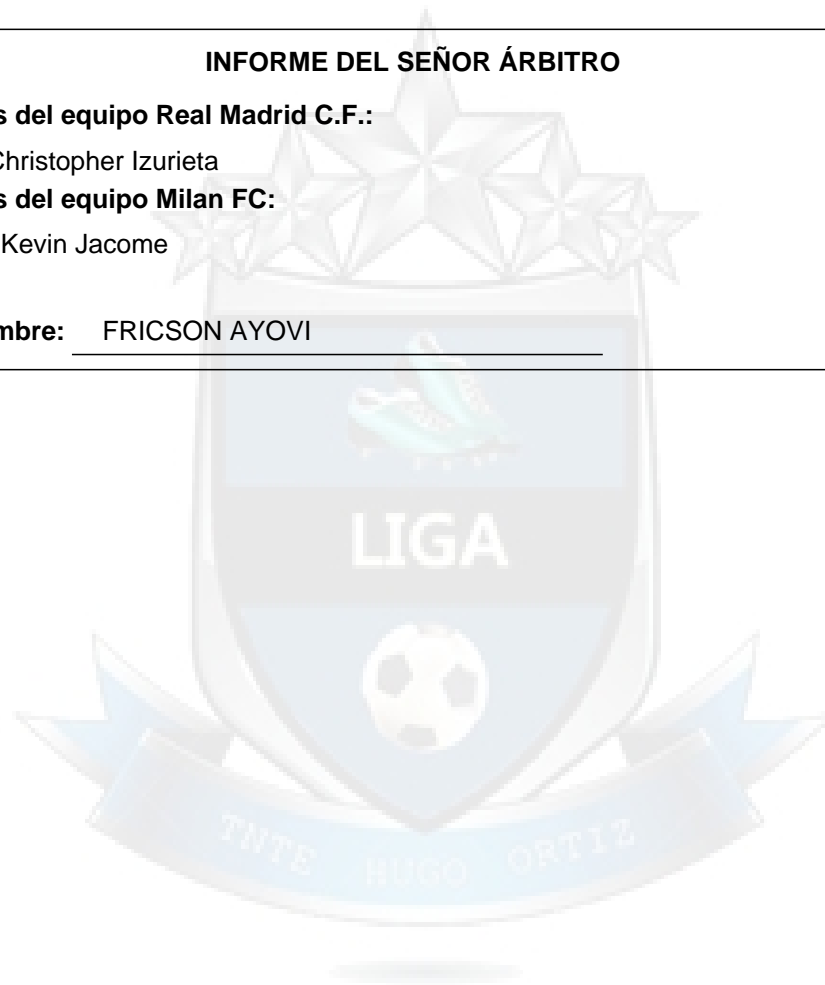 INFORME DEL SEÑOR ÁRBITRO
s del equipo Real Madrid C.F.:
Christopher Izurieta
s del equipo Milan FC:
Kevin Jacome
mbre: FRICSON AYOVI
LIGA
TNTE HUGO ORTIZ